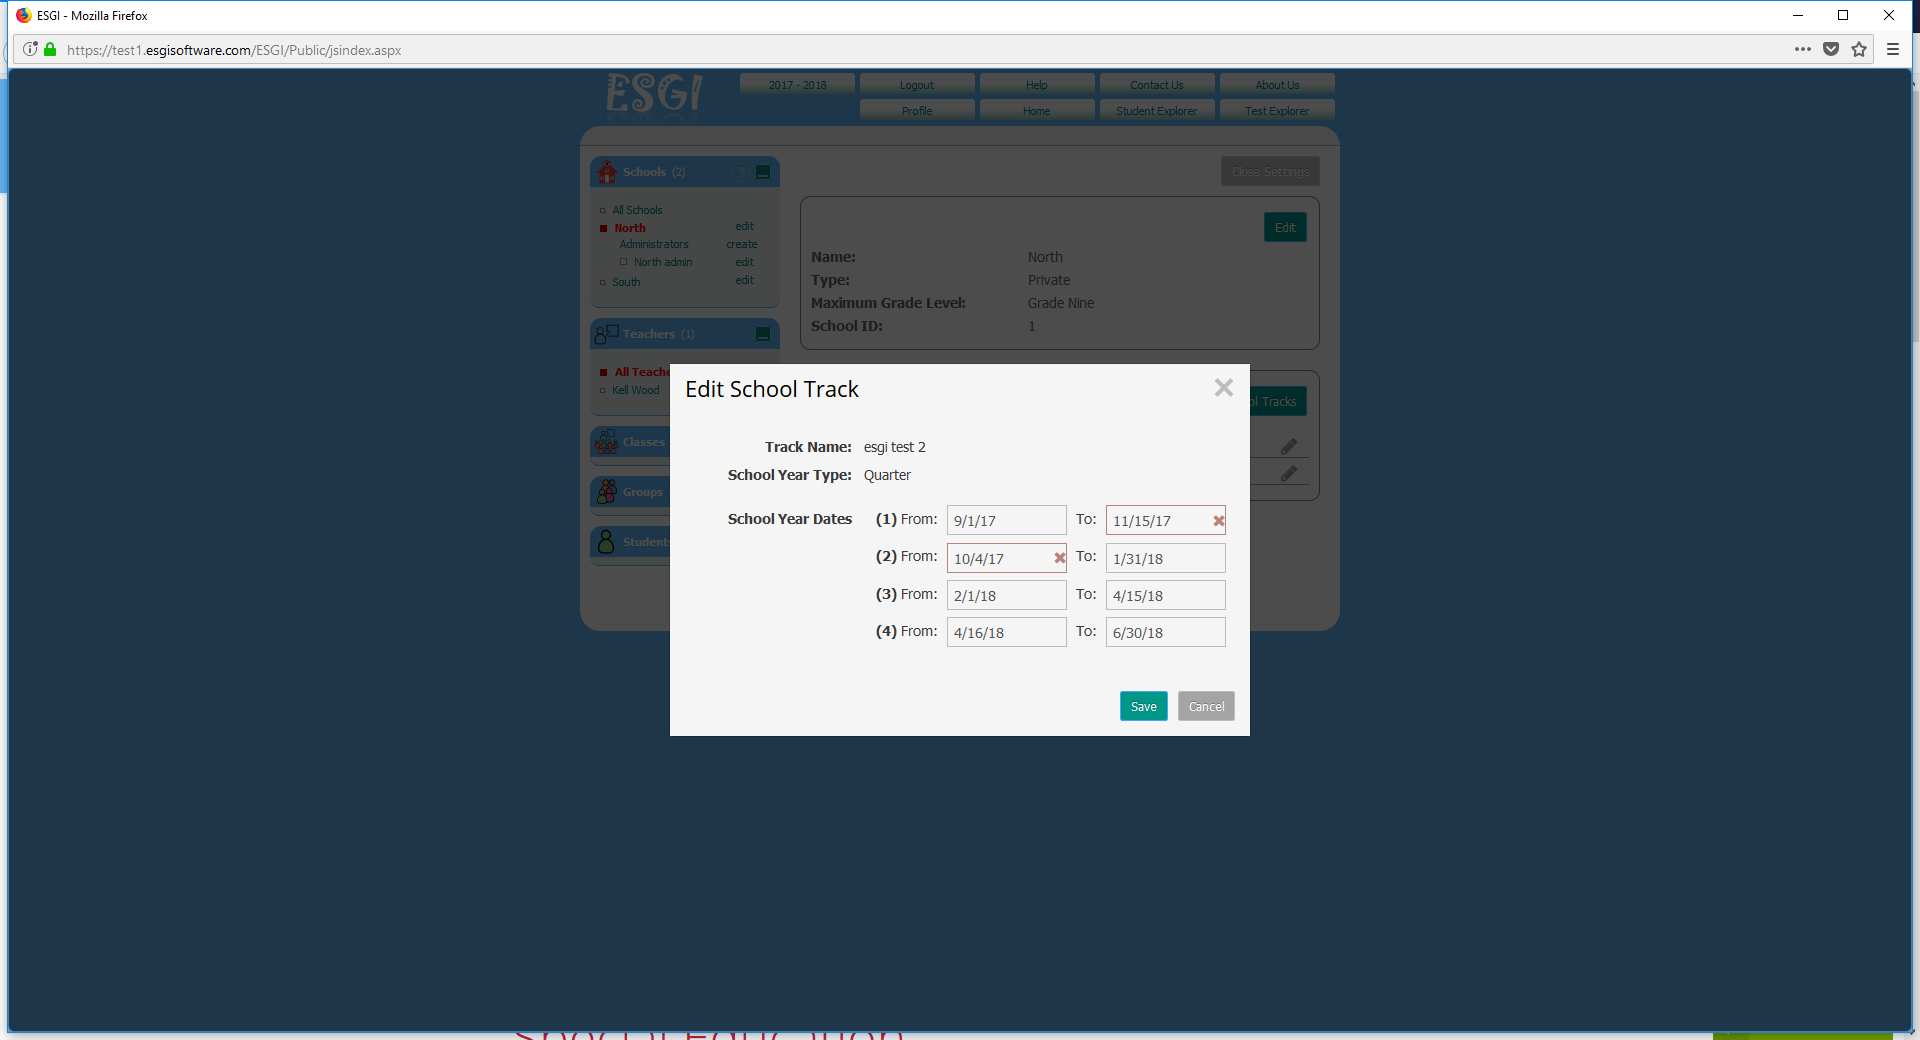 ESGI - Mozilla Firefox
https://test1.esgisoftware.com/ESGI/Public/jsindex.aspx
ESGI
2017 - 2018 Logout Help Contact Us About Us
Profile Home Student Explorer Test Explorer
Schools (2) ?
Close Settings
All Schools
North edit
Administrators create
North admin edit
South edit
Edit
Name: North
Type: Private
Maximum Grade Level: Grade Nine
School ID: 1
Teachers (1)
All Teache
Kell Wood
Classes
Groups
Student
ol Tracks
Edit School Track
Track Name: esgi test 2
School Year Type: Quarter
School Year Dates (1) From: 9/1/17 To: 11/15/17
(2) From: 10/4/17 To: 1/31/18
(3) From: 2/1/18 To: 4/15/18
(4) From: 4/16/18 To: 6/30/18
Save Cancel
Special Education